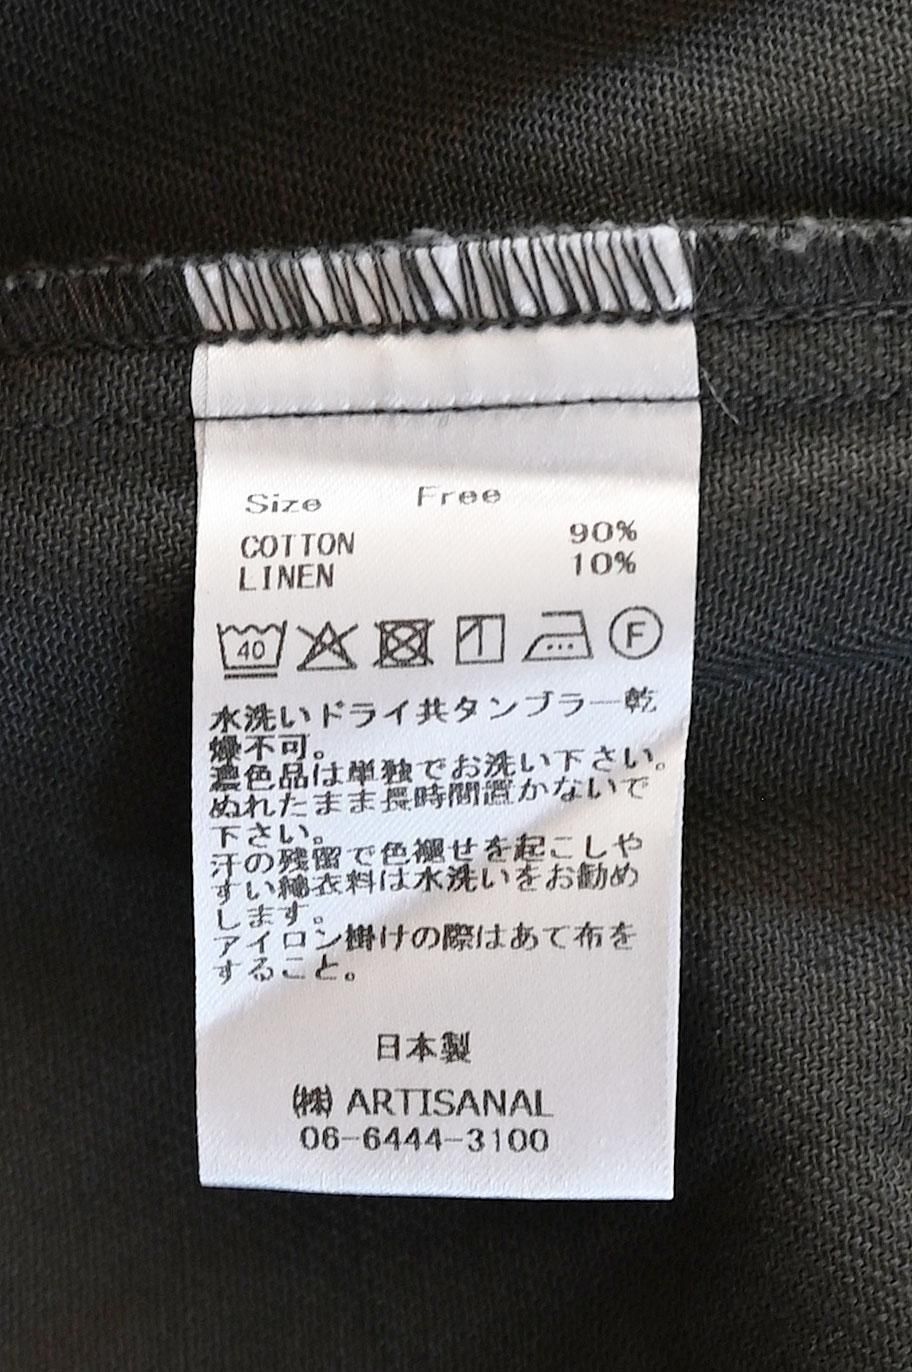 Size Free
COTTON 90%
LINEN 10%
40 F
水洗いドライ共タンブラー乾
燥不可。
濃色品は単独でお洗い下さい。
ぬれたまま長時間置かないで
下さい。
汗の残留で色褪せを起こしや
すい綿衣料は水洗いをお勧め
します。
アイロン掛けの際はあて布を
すること。
日本製
㈱ ARTISANAL
06-6444-3100